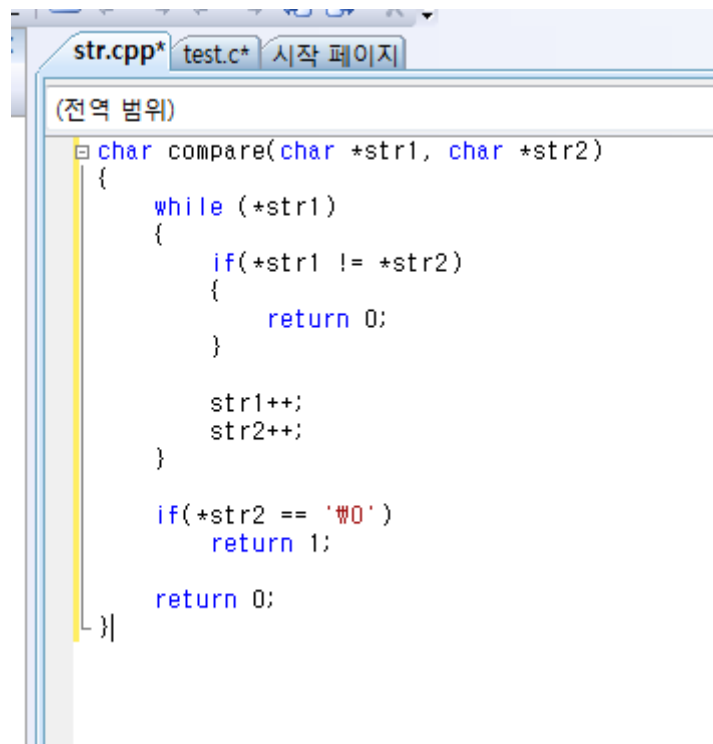 str.cpp* test.c* 시작 페이지
(전역 범위)
char compare(char *str1, char *str2)
{
    while (*str1)
    {
        if(*str1 != *str2)
        {
            return 0;
        }

        str1++;
        str2++;
    }

    if(*str2 == '₩0')
        return 1;

    return 0;
}